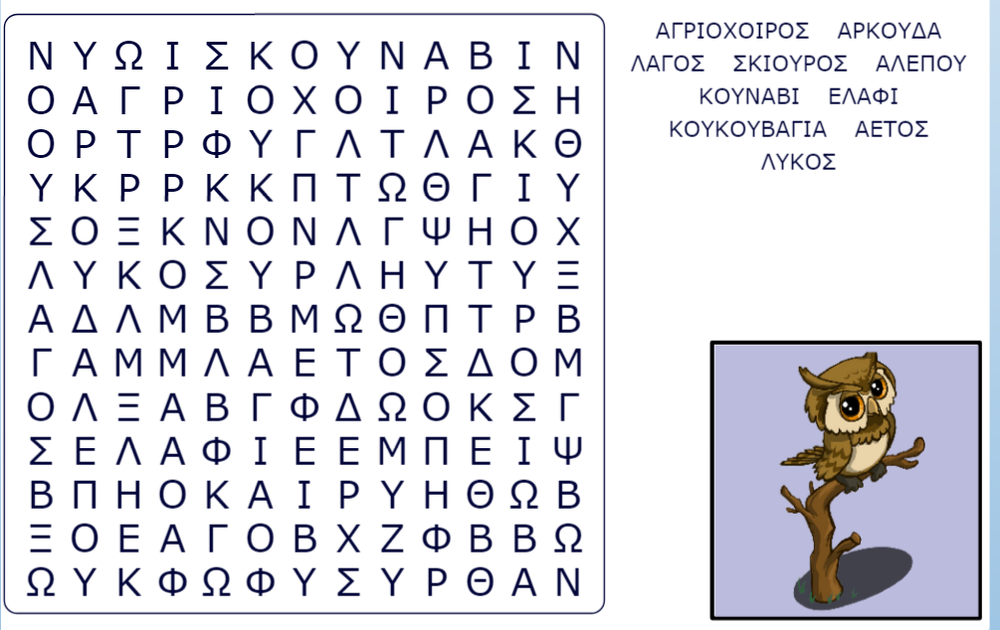 Ν Υ Ω Ι Σ Κ Ο Υ Ν Α Β Ι Ν
Ο Α Γ Ρ Ι Ο Χ Ο Ι Ρ Ο Σ Η
Ο Ρ Τ Ρ Φ Υ Γ Λ Τ Λ Α Κ Θ
Υ Κ Ρ Ρ Κ Κ Π Τ Ω Θ Γ Ι Υ
Σ Ο Ξ Κ Ν Ο Ν Λ Γ Ψ Η Ο Χ
Λ Υ Κ Ο Σ Υ Ρ Λ Η Υ Τ Υ Ξ
Α Δ Λ Μ Β Β Μ Ω Θ Π Τ Ρ Β
Γ Α Μ Μ Λ Α Ε Τ Ο Σ Δ Ο Μ
Ο Λ Ξ Α Β Γ Φ Δ Ω Ο Κ Σ Γ
Σ Ε Λ Α Φ Ι Ε Ε Μ Π Ε Ι Ψ
Β Π Η Ο Κ Α Ι Ρ Υ Η Θ Ω Β
Ξ Ο Ε Α Γ Ο Β Χ Ζ Φ Β Β Ω
Ω Υ Κ Φ Ω Φ Υ Σ Υ Ρ Θ Α Ν
ΑΓΡΙΟΧΟΙΡΟΣ ΑΡΚΟΥΔΑ
ΛΑΓΟΣ ΣΚΙΟΥΡΟΣ ΑΛΕΠΟΥ
ΚΟΥΝΑΒΙ ΕΛΑΦΙ
ΚΟΥΚΟΥΒΑΓΙΑ ΑΕΤΟΣ
ΛΥΚΟΣ